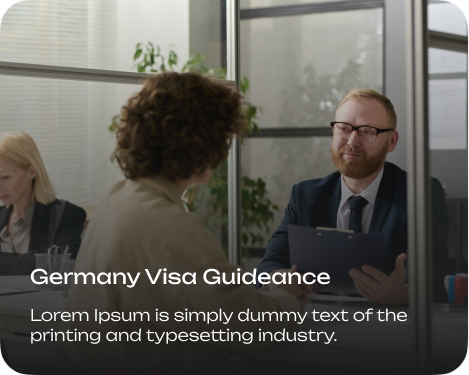 Germany Visa Guideance
Lorem Ipsum is simply dummy text of the
printing and typesetting industry.